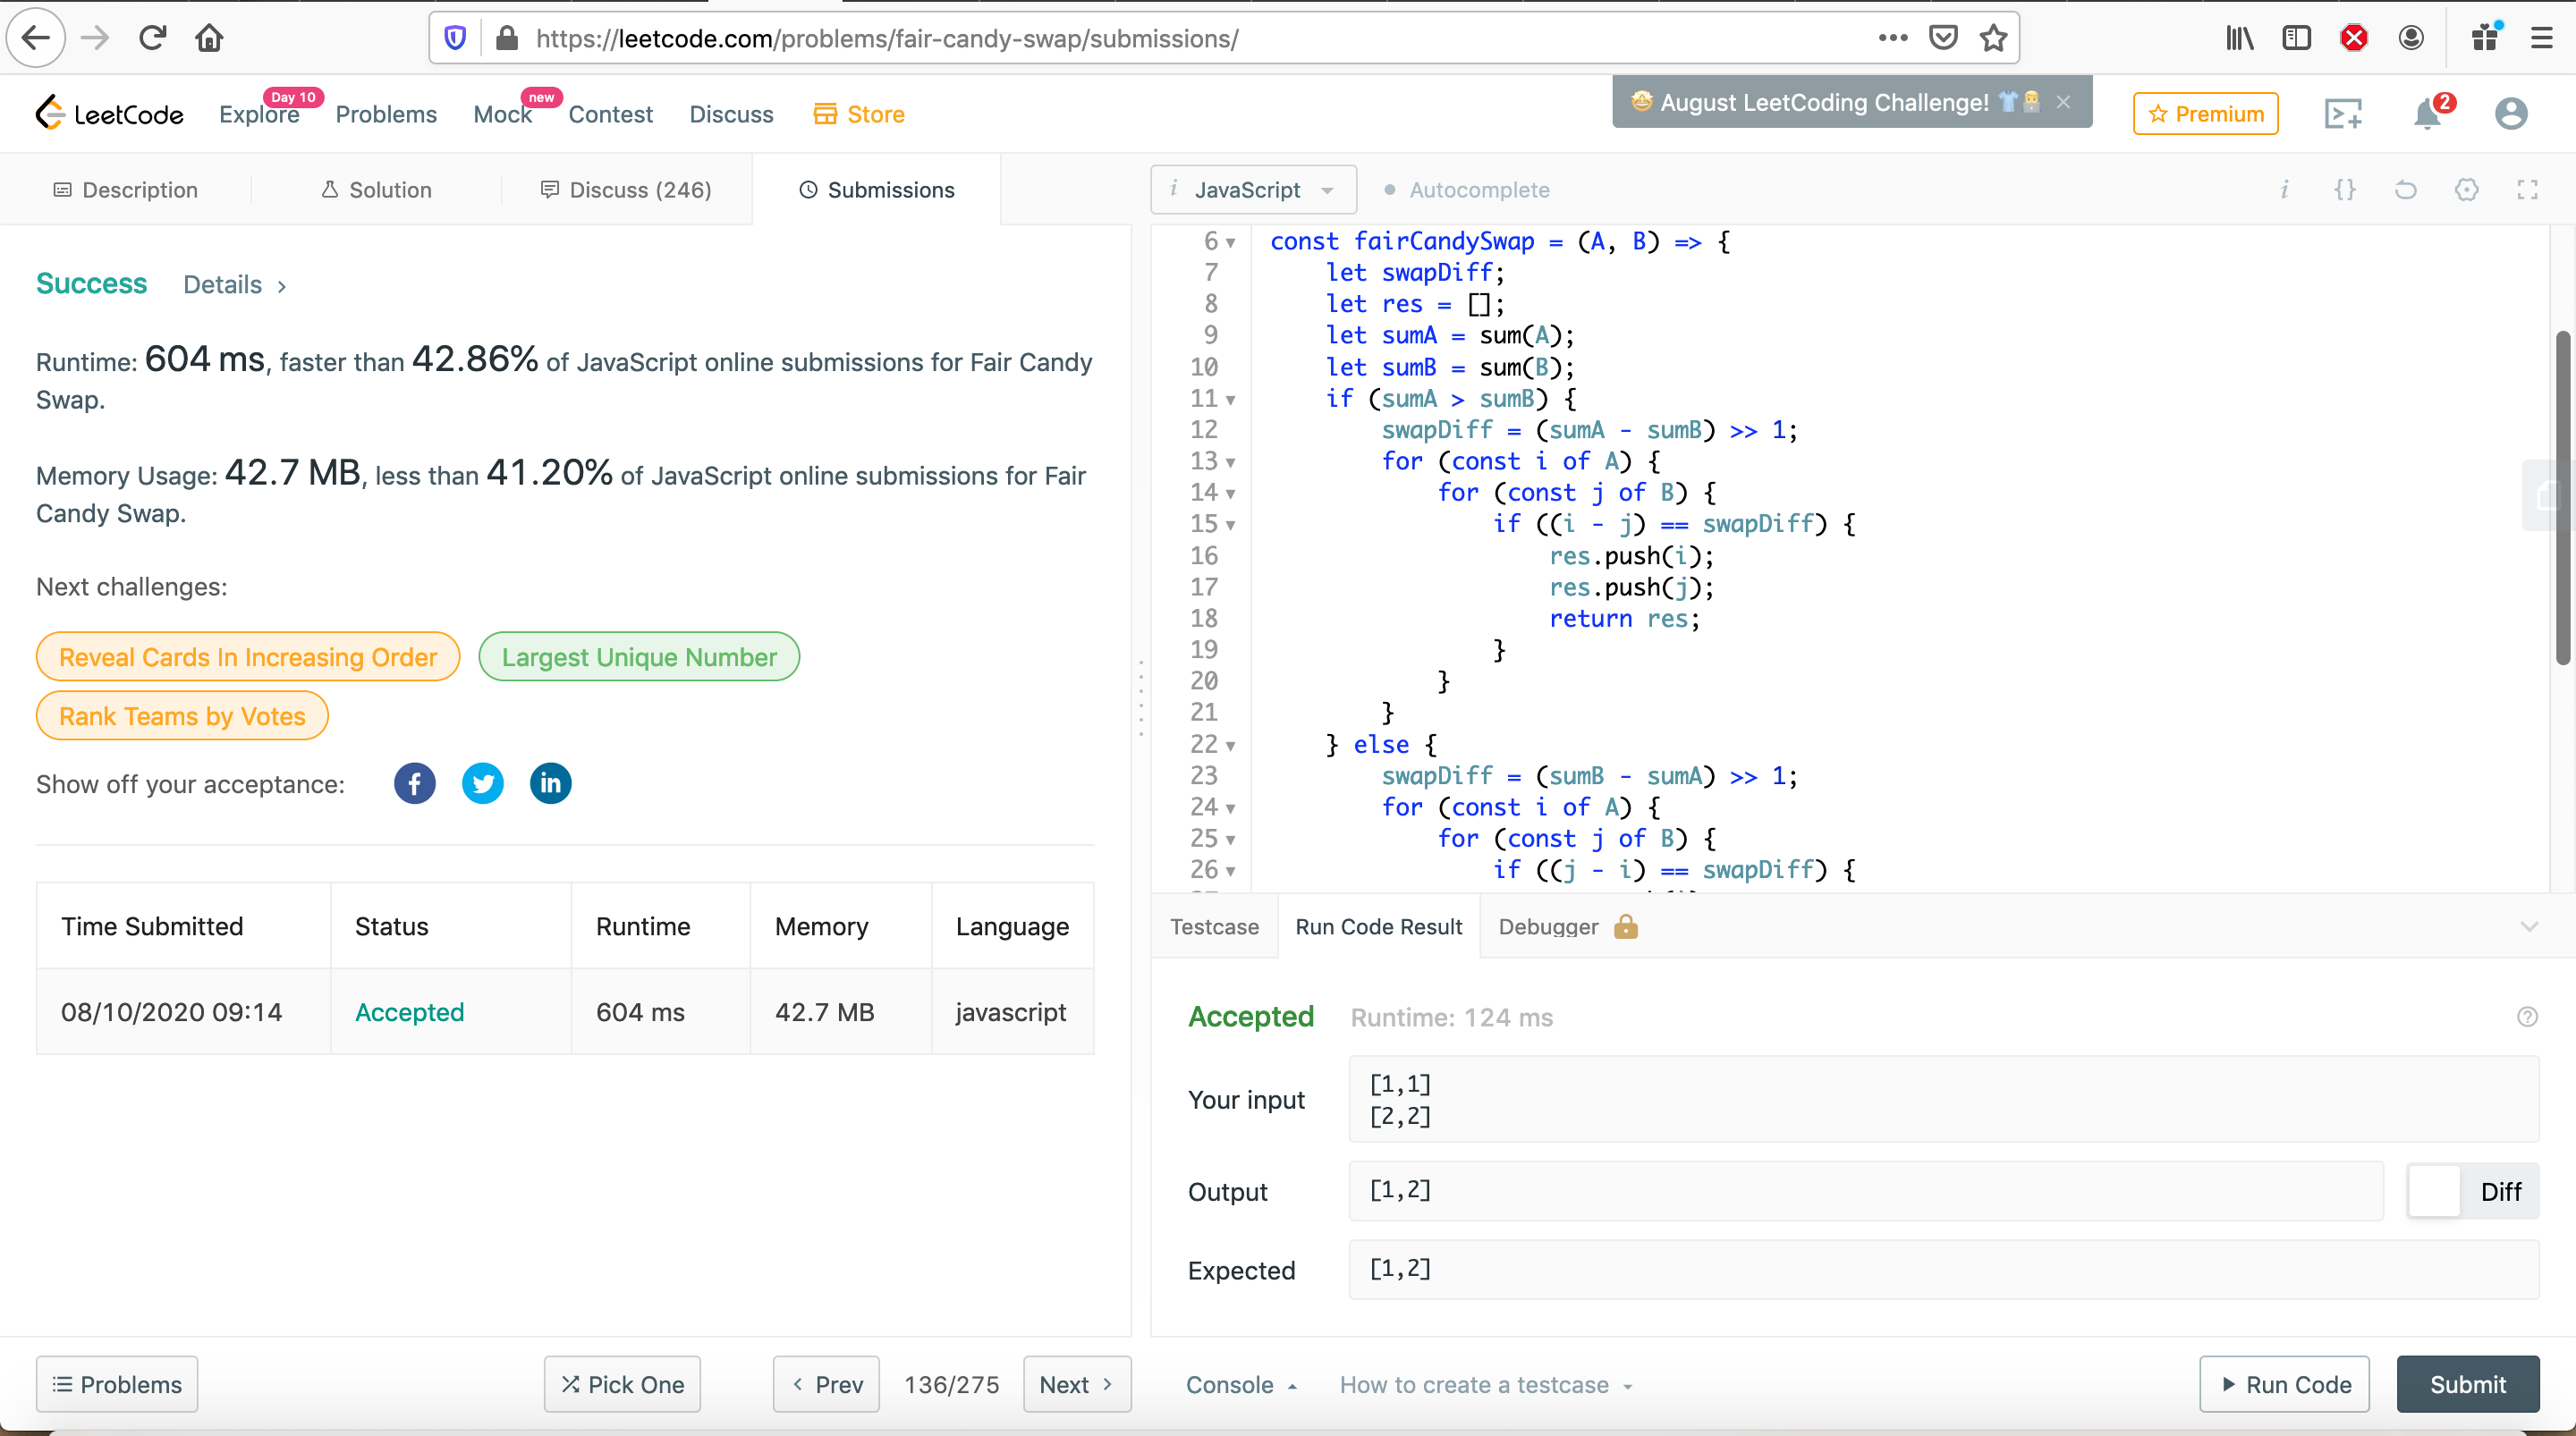 https://leetcode.com/problems/fair-candy-swap/submissions/
LeetCode
Explore
Day 10
Problems
Mock
new
Contest
Discuss
Store
🤩 August LeetCoding Challenge!
Premium
2
Description
Solution
Discuss (246)
Submissions
i JavaScript
Autocomplete
i {}
Success Details >
Runtime: 604 ms, faster than 42.86% of JavaScript online submissions for Fair Candy
Swap.
Memory Usage: 42.7 MB, less than 41.20% of JavaScript online submissions for Fair
Candy Swap.
Next challenges:
Reveal Cards In Increasing Order
Largest Unique Number
Rank Teams by Votes
Show off your acceptance: f in
Time Submitted Status Runtime Memory Language
08/10/2020 09:14 Accepted 604 ms 42.7 MB javascript
6 const fairCandySwap = (A, B) => {
7 let swapDiff;
8 let res = [];
9 let sumA = sum(A);
10 let sumB = sum(B);
11 if (sumA > sumB) {
12 swapDiff = (sumA - sumB) >> 1;
13 for (const i of A) {
14 for (const j of B) {
15 if ((i - j) == swapDiff) {
16 res.push(i);
17 res.push(j);
18 return res;
19 }
20 }
21 }
22 } else {
23 swapDiff = (sumB - sumA) >> 1;
24 for (const i of A) {
25 for (const j of B) {
26 if ((j - i) == swapDiff) {
Testcase
Run Code Result
Debugger
Accepted Runtime: 124 ms
Your input
[1,1]
[2,2]
Output
[1,2]
Diff
Expected
[1,2]
Problems
Pick One
< Prev
136/275
Next >
Console
How to create a testcase
Run Code
Submit